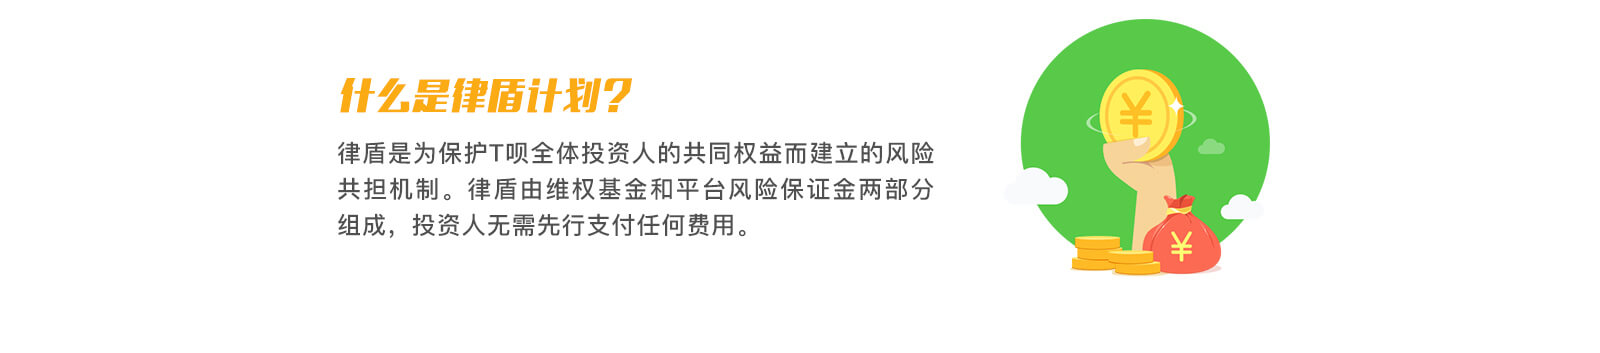 什么是律盾计划？
律盾是为保护T呗全体投资人的共同权益而建立的风险
共担机制。律盾由维权基金和平台风险保证金两部分
组成，投资人无需先行支付任何费用。
¥
¥